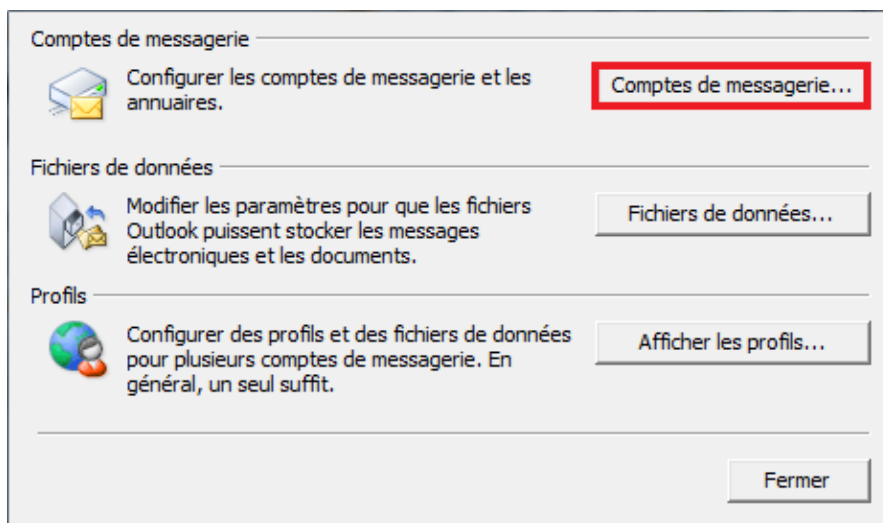 Comptes de messagerie
Configurer les comptes de messagerie et les
annuaires.
Comptes de messagerie...
Fichiers de données
Modifier les paramètres pour que les fichiers
Outlook puissent stocker les messages
électroniques et les documents.
Fichiers de données...
Profils
Configurer des profils et des fichiers de données
pour plusieurs comptes de messagerie. En
général, un seul suffit.
Afficher les profils...
Fermer